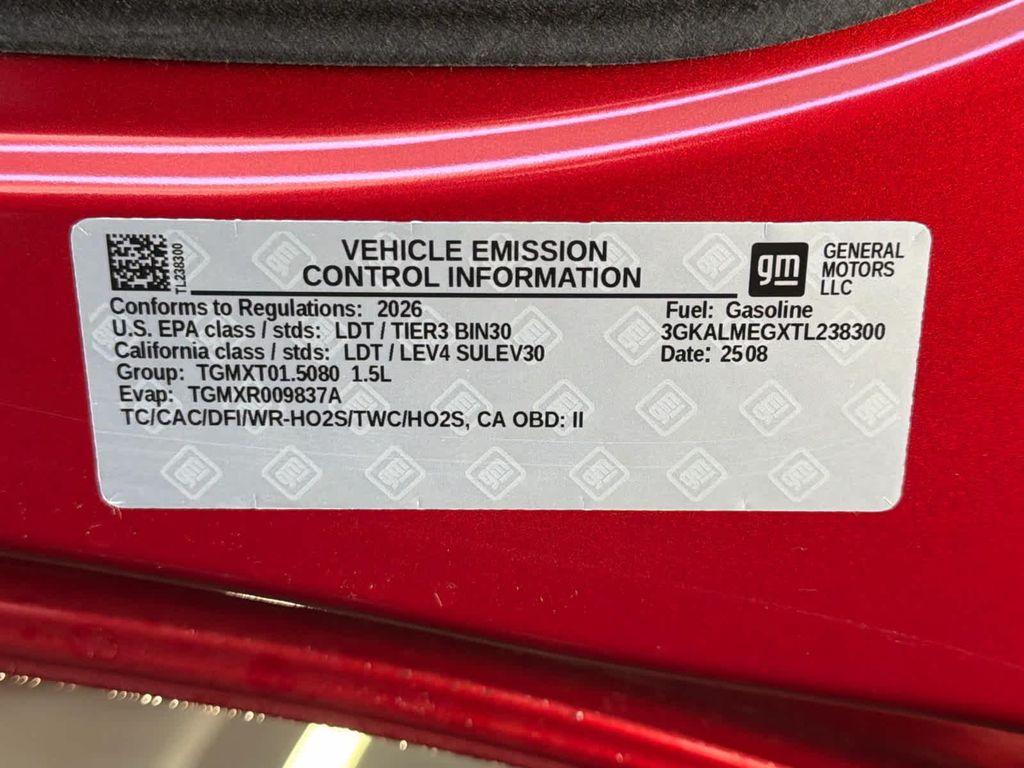 TL238300
VEHICLE EMISSION
CONTROL INFORMATION
gm
GENERAL
MOTORS
LLC
Conforms to Regulations: 2026
Fuel: Gasoline
U.S. EPA class / stds: LDT / TIER3 BIN30
3GKALMEGXTL238300
California class / stds: LDT / LEV4 SULEV30
Date: 2508
Group: TGMXT01.5080 1.5L
Evap: TGMXR009837A
TC/CAC/DFI/WR-HO2S/TWC/HO2S, CA OBD: II